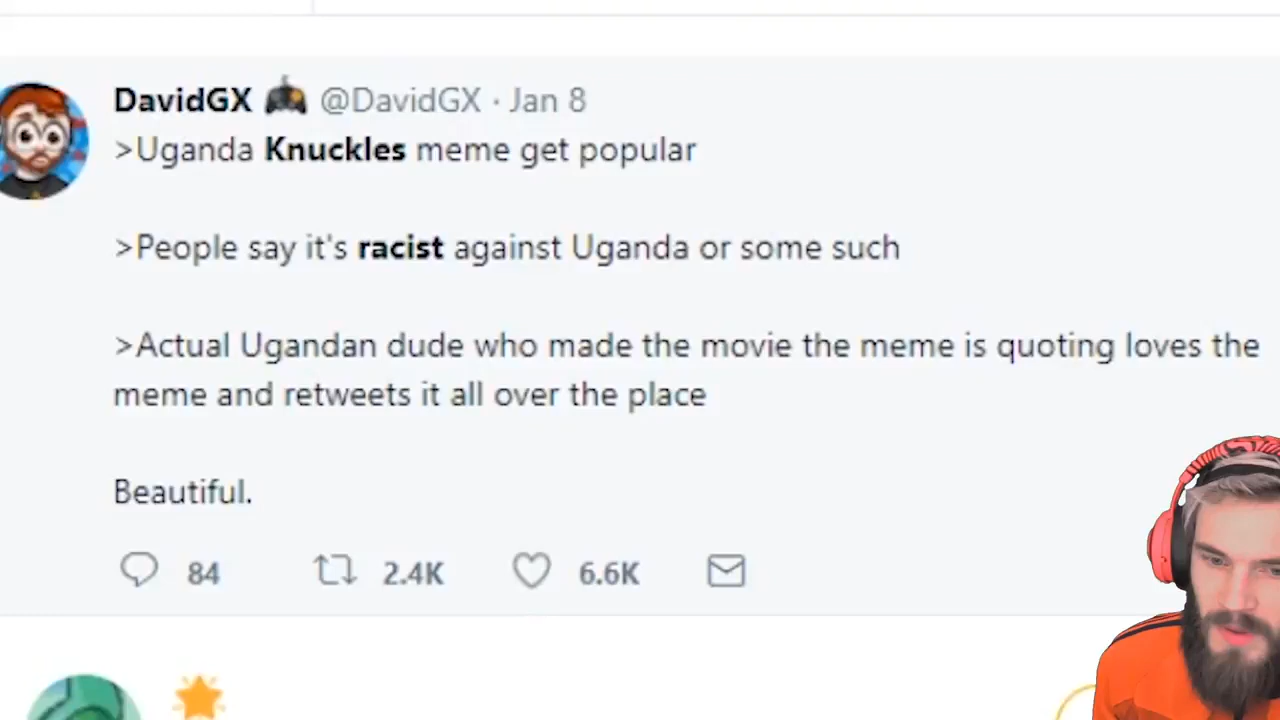 DavidGX @DavidGX · Jan 8
>Uganda Knuckles meme get popular
>People say it's racist against Uganda or some such
>Actual Ugandan dude who made the movie the meme is quoting loves the
meme and retweets it all over the place
Beautiful.
84 2.4K 6.6K